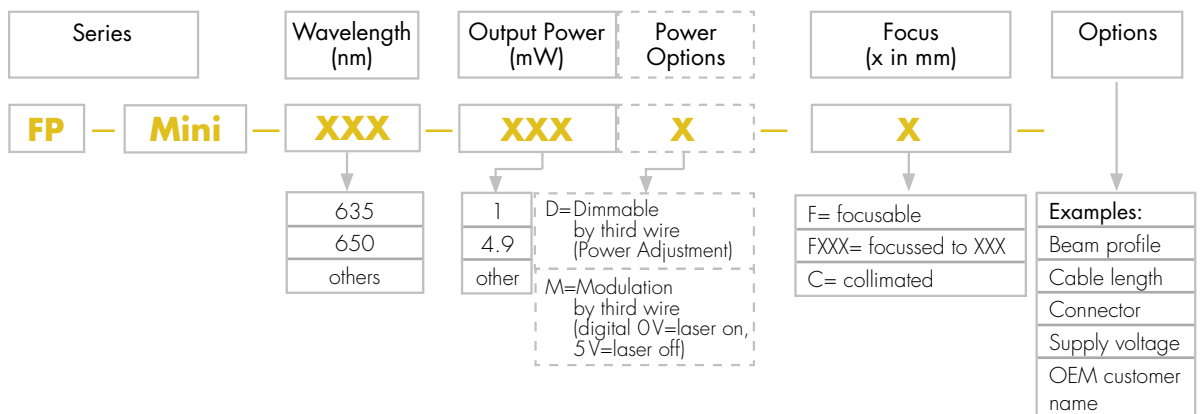 Series
Wavelength
(nm)
Output Power
(mW)
Power
Options
Focus
(x in mm)
Options
FP — Mini — XXX — XXX X — X —
635
650
others
1
4.9
other
D=Dimmable
by third wire
(Power Adjustment)
M=Modulation
by third wire
(digital 0V=laser on,
5V=laser off)
F= focusable
FXXX= focussed to XXX
C= collimated
Examples:
Beam profile
Cable length
Connector
Supply voltage
OEM customer
name